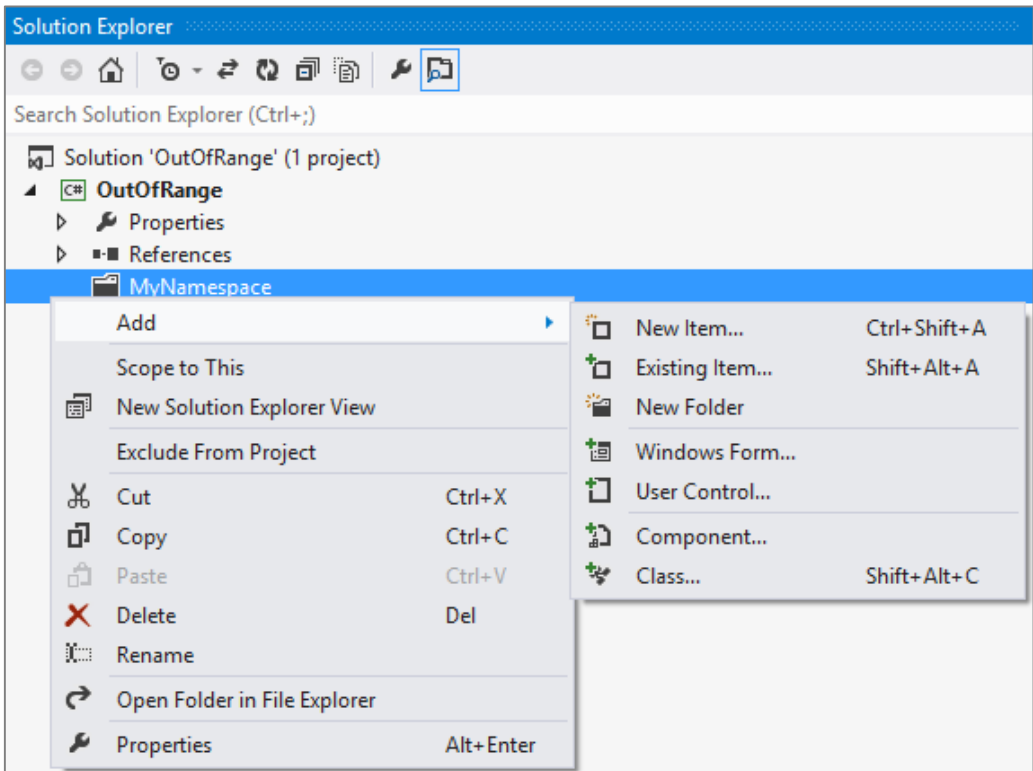 Solution Explorer
Search Solution Explorer (Ctrl+;)
Solution 'OutOfRange' (1 project)
C# OutOfRange
Properties
References
MyNamespace
Add
Scope to This
New Solution Explorer View
Exclude From Project
Cut Ctrl+X
Copy Ctrl+C
Paste Ctrl+V
Delete Del
Rename
Open Folder in File Explorer
Properties Alt+Enter
New Item... Ctrl+Shift+A
Existing Item... Shift+Alt+A
New Folder
Windows Form...
User Control...
Component...
Class... Shift+Alt+C